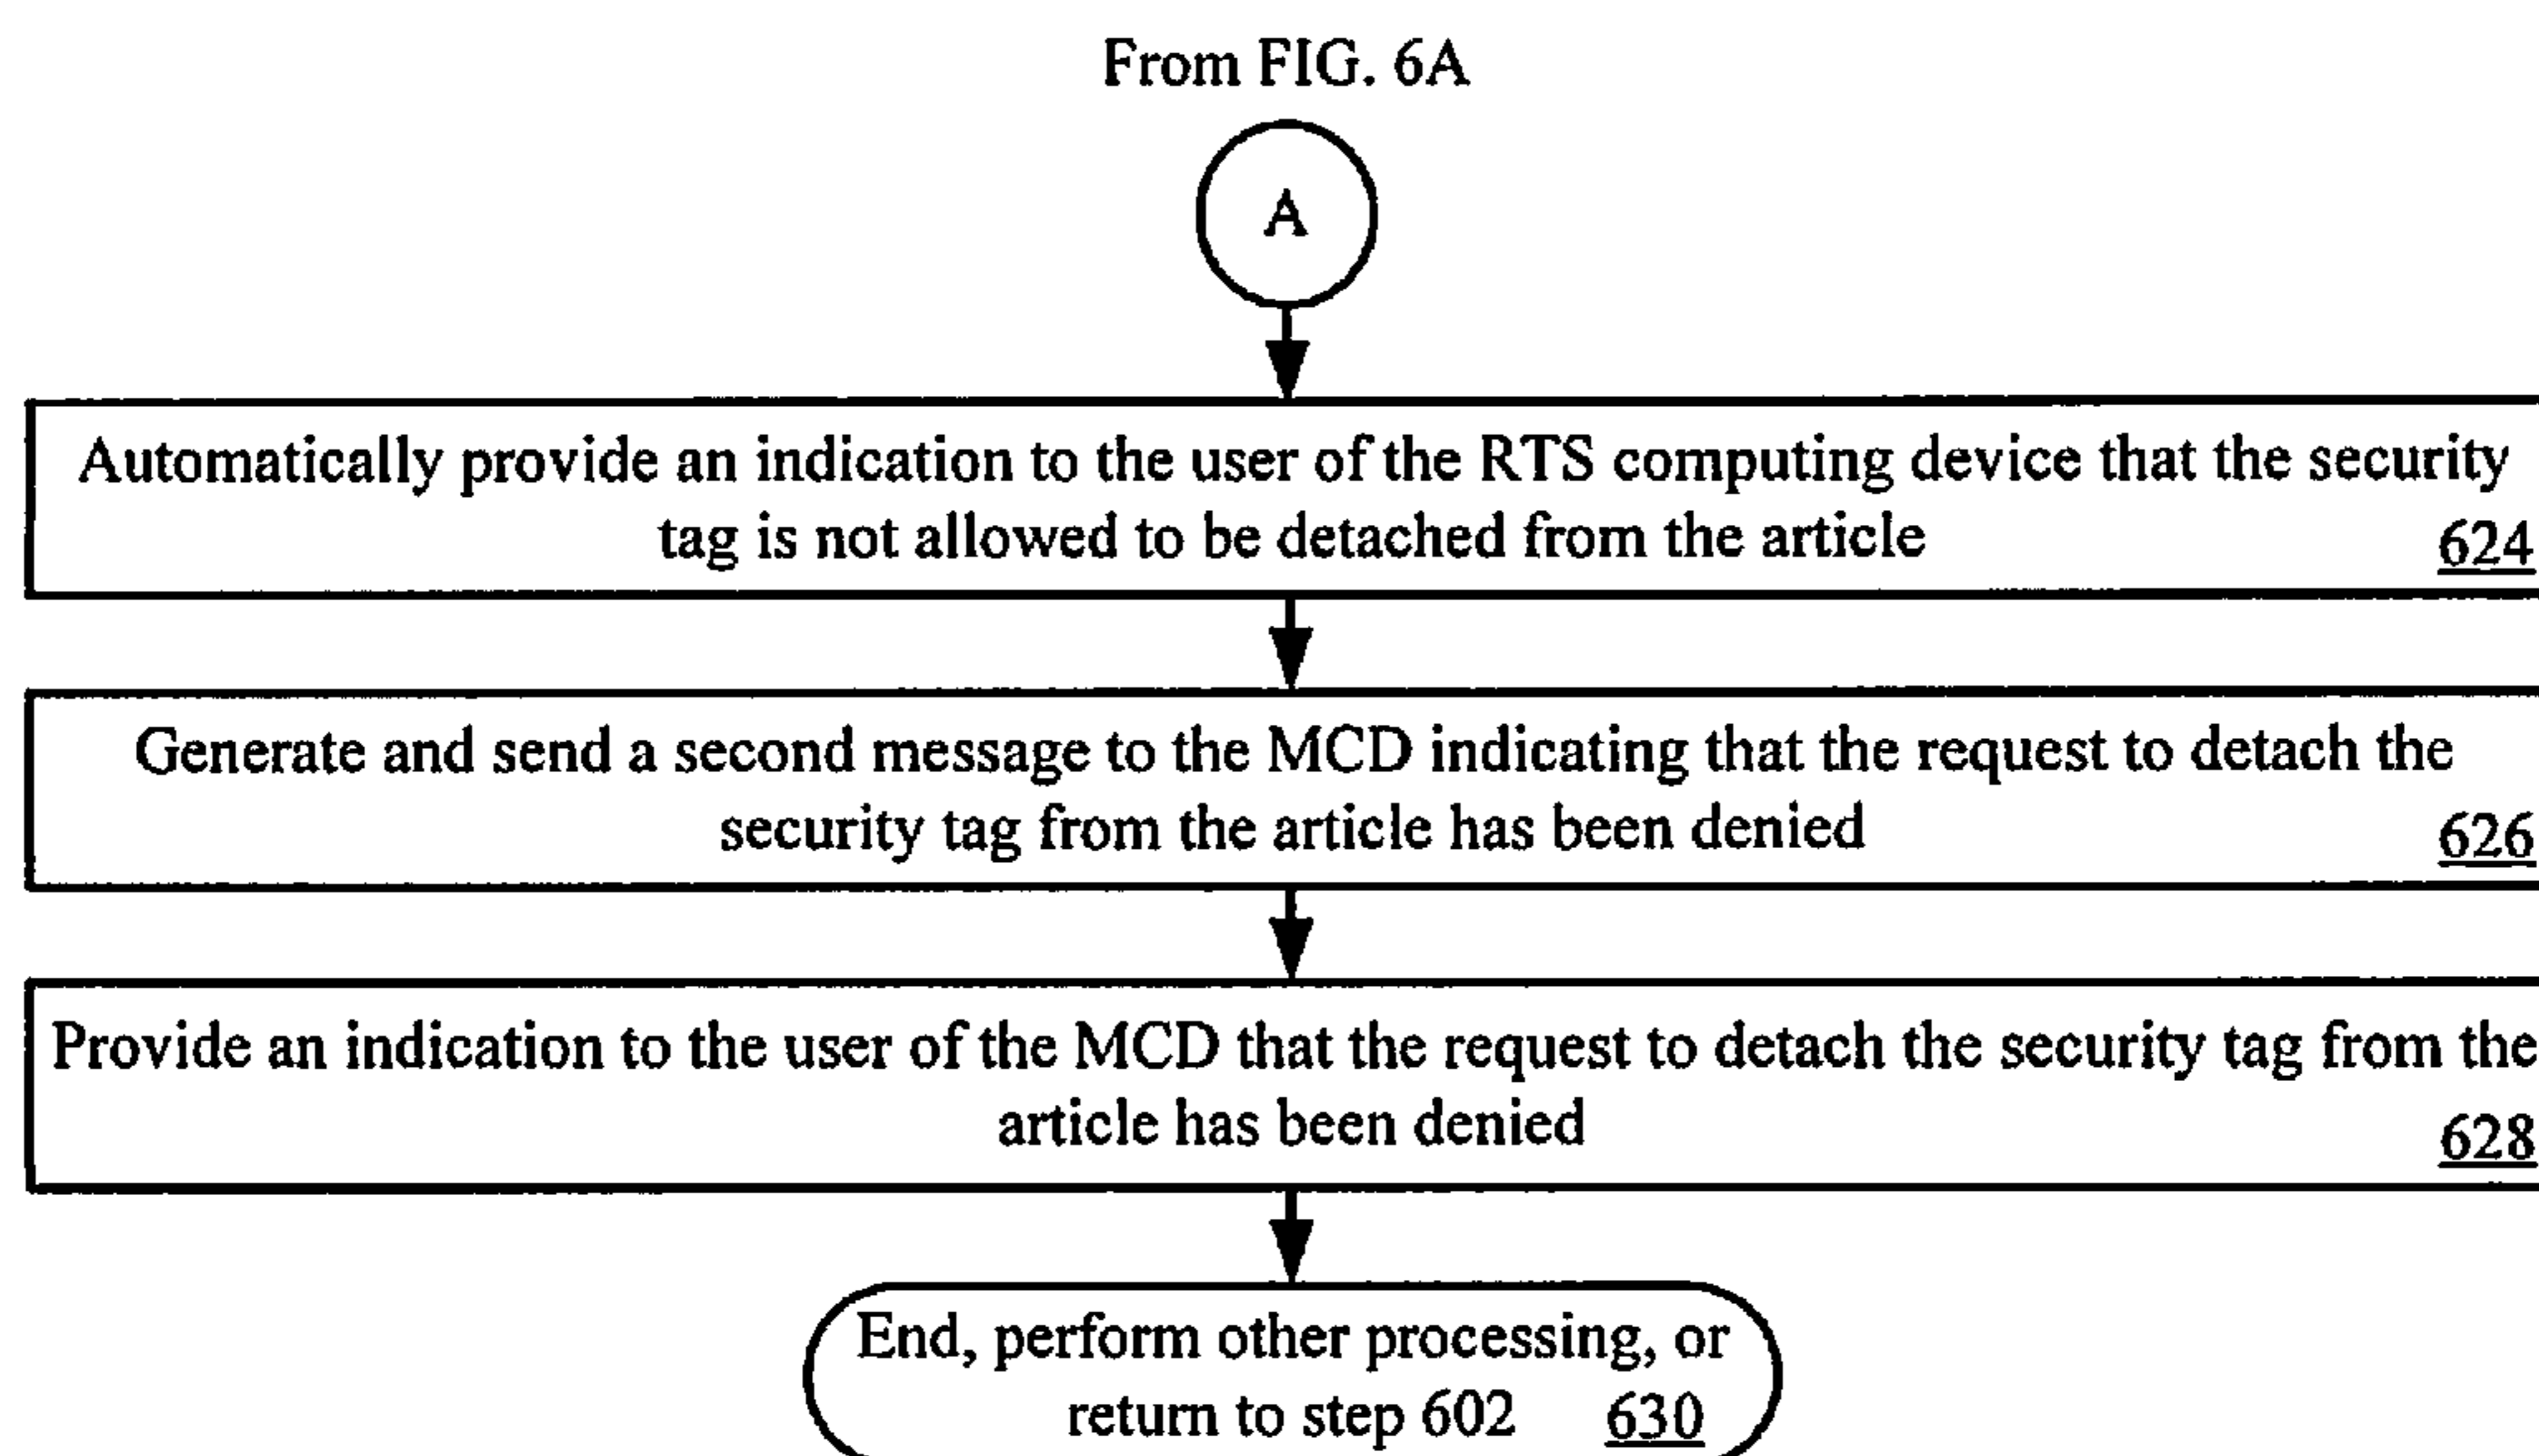 From FIG. 6A
A
Automatically provide an indication to the user of the RTS computing device that the security
tag is not allowed to be detached from the article
624
Generate and send a second message to the MCD indicating that the request to detach the
security tag from the article has been denied
626
Provide an indication to the user of the MCD that the request to detach the security tag from the
article has been denied
628
End, perform other processing, or
return to step 602 630